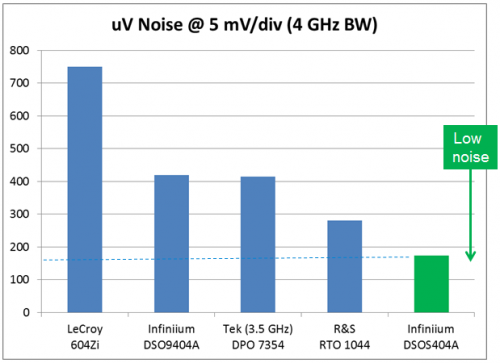 uV Noise @ 5 mV/div (4 GHz BW)
800
700
600
500
400
300
200
100
0
Low
noise
LeCroy
604Zi
Infiniium
DSO9404A
Tek (3.5 GHz)
DPO 7354
R&S
RTO 1044
Infiniium
DSOS404A